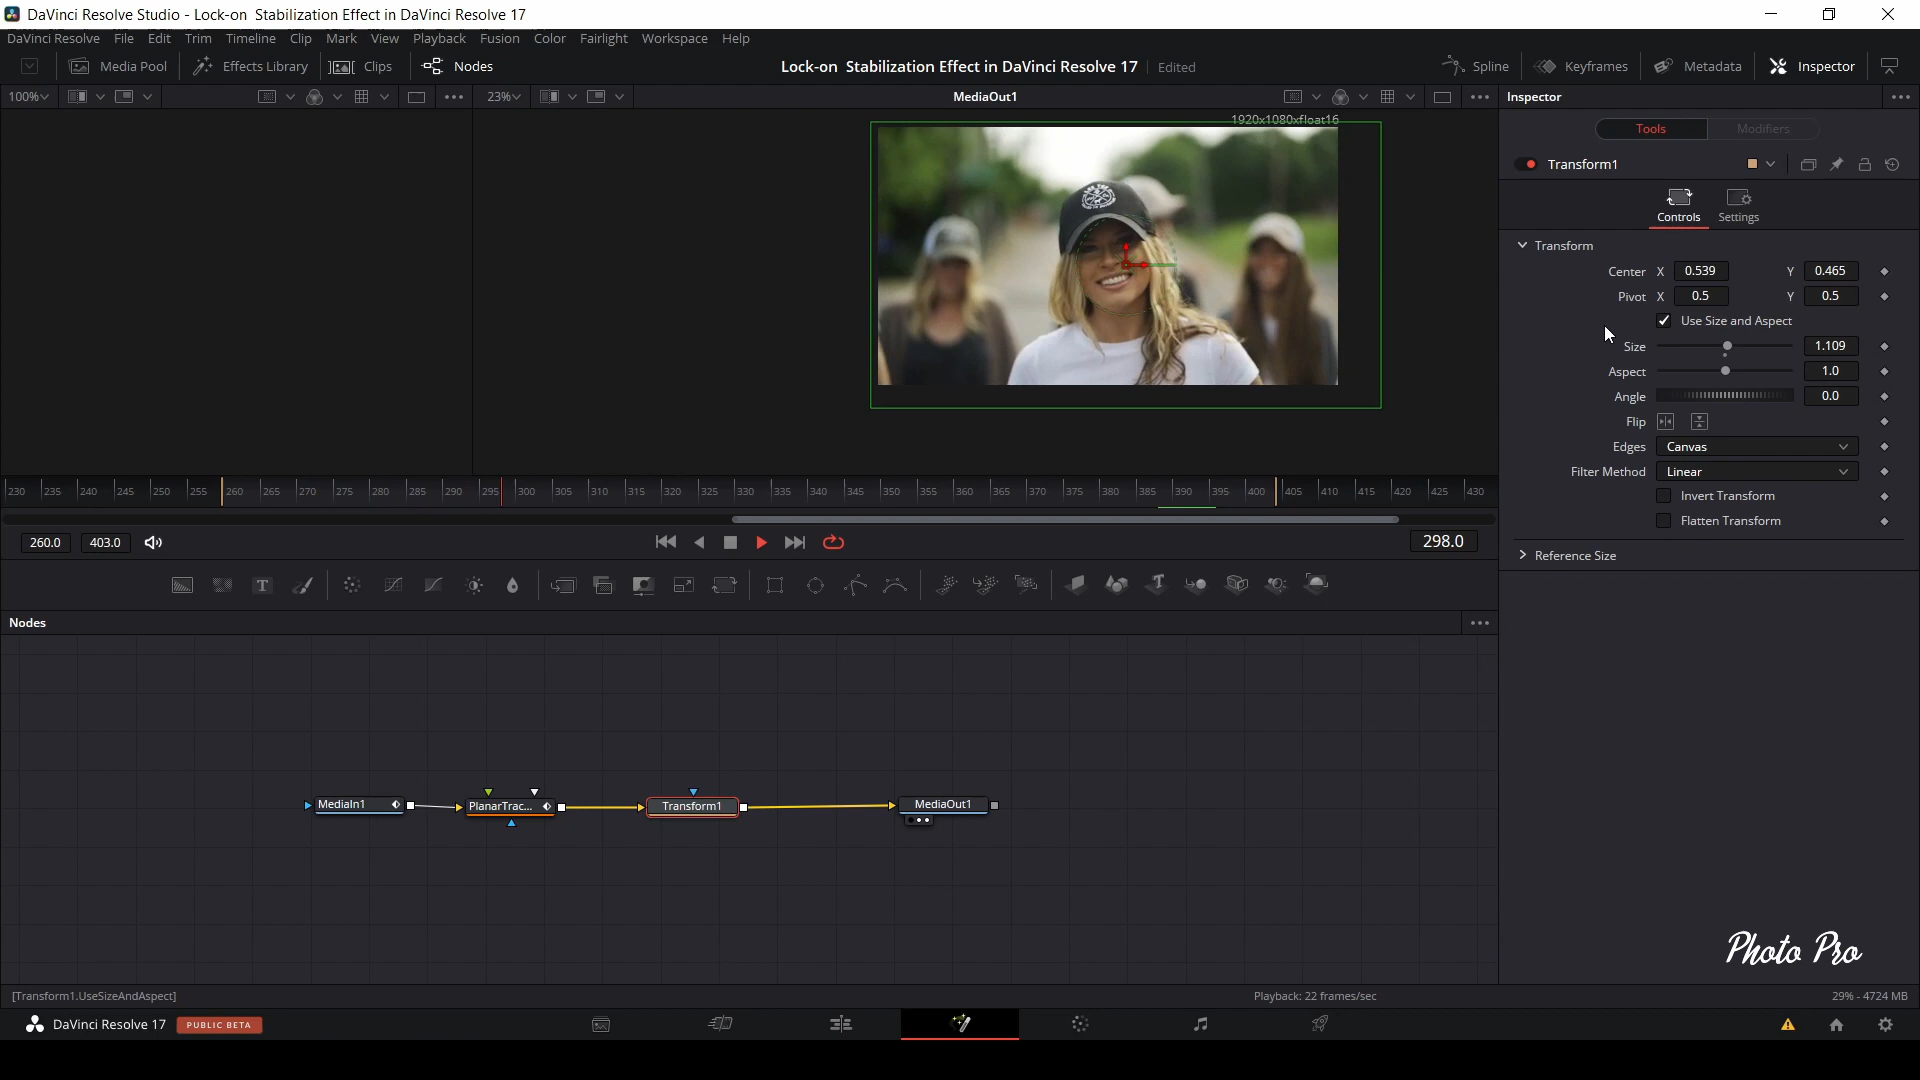 DaVinci Resolve Studio - Lock-on  Stabilization Effect in DaVinci Resolve 17
DaVinci Resolve File Edit Trim Timeline Clip Mark View Playback Fusion Color Fairlight Workspace Help
Media Pool Effects Library Clips Nodes Lock-on  Stabilization Effect in DaVinci Resolve 17 Edited Spline Keyframes Metadata Inspector
100% 23% MediaOut1 Inspector
1920x1080xfloat16
Tools Modifiers
Transform1
Controls Settings
Transform
Center X 0.539 Y 0.465
Pivot X 0.5 Y 0.5
Use Size and Aspect
Size 1.109
Aspect 1.0
Angle 0.0
Flip
Edges Canvas
Filter Method Linear
Invert Transform
Flatten Transform
Reference Size
230 235 240 245 250 255 260 265 270 275 280 285 290 295 300 305 310 315 320 325 330 335 340 345 350 355 360 365 370 375 380 385 390 395 400 405 410 415 420 425 430
260.0 403.0 298.0
Nodes
MediaIn1 PlanarTrac... Transform1 MediaOut1
Photo Pro
[Transform1.UseSizeAndAspect] Playback: 22 frames/sec 29% - 4724 MB
DaVinci Resolve 17 PUBLIC BETA